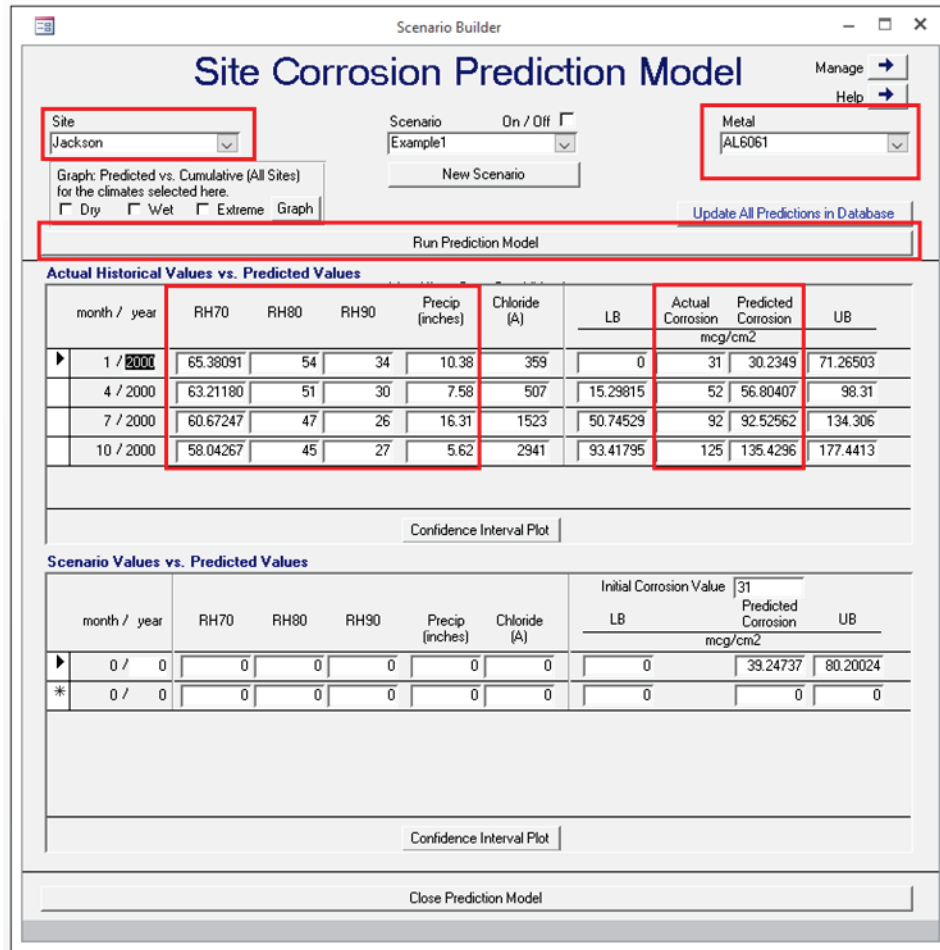 Scenario Builder
Site Corrosion Prediction Model
Manage
Help
Site Scenario On / Off Metal
Jackson Example1 AL6061
Graph: Predicted vs. Cumulative (All Sites)
for the climates selected here.
Dry Wet Extreme Graph
New Scenario
Update All Predictions in Database
Run Prediction Model
Actual Historical Values vs. Predicted Values
month / year RH70 RH80 RH90 Precip (inches) Chloride (A) LB Actual Corrosion Predicted Corrosion UB
mcg/cm2
1 / 2000 65.38091 54 34 10.38 359 0 31 30.2349 71.26503
4 / 2000 63.21180 51 30 7.58 507 15.29815 52 56.80407 98.31
7 / 2000 60.67247 47 26 16.31 1523 50.74529 92 92.52562 134.306
10 / 2000 58.04267 45 27 5.62 2941 93.41795 125 135.4296 177.4413
Confidence Interval Plot
Scenario Values vs. Predicted Values
Initial Corrosion Value 31
month / year RH70 RH80 RH90 Precip (inches) Chloride (A) LB Predicted Corrosion UB
mcg/cm2
0 / 0 0 0 0 0 0 0 39.24737 80.20024
0 / 0 0 0 0 0 0 0 0 0
Confidence Interval Plot
Close Prediction Model